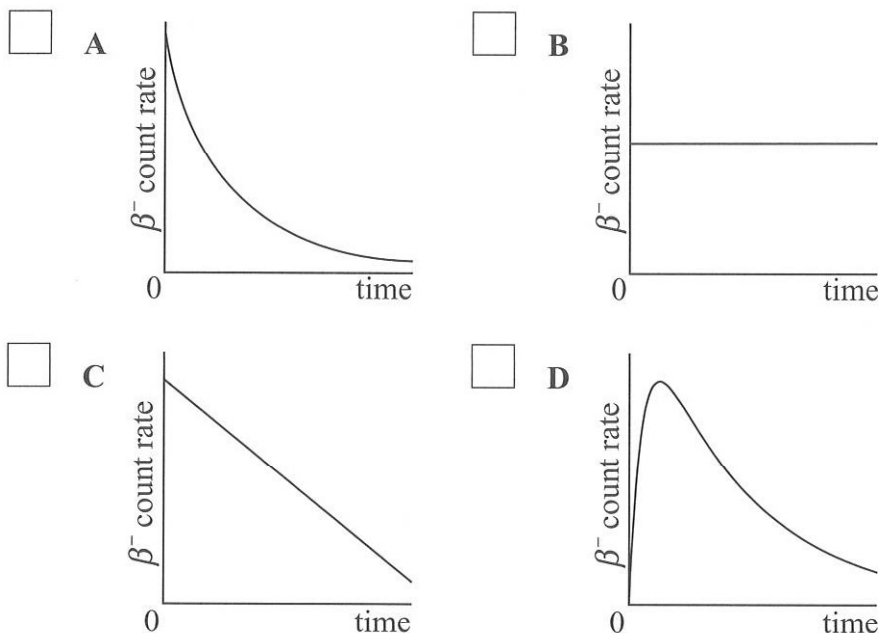 A
β⁻ count rate
0
time
B
β⁻ count rate
0
time
C
β⁻ count rate
0
time
D
β⁻ count rate
0
time